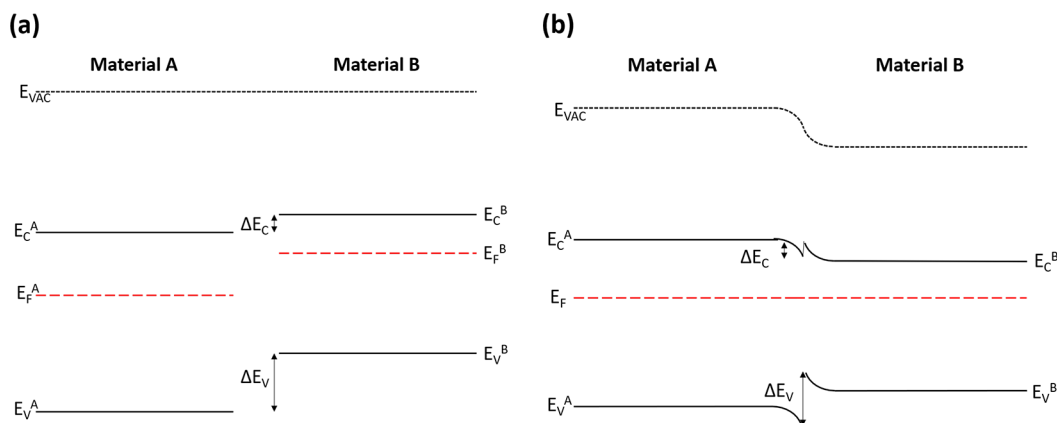 (a)
Material A Material B
E_VAC
E_C^A
ΔE_C
E_C^B
E_F^B
E_F^A
E_V^B
ΔE_V
E_V^A
(b)
Material A Material B
E_VAC
E_C^A
ΔE_C
E_C^B
E_F
ΔE_V
E_V^B
E_V^A